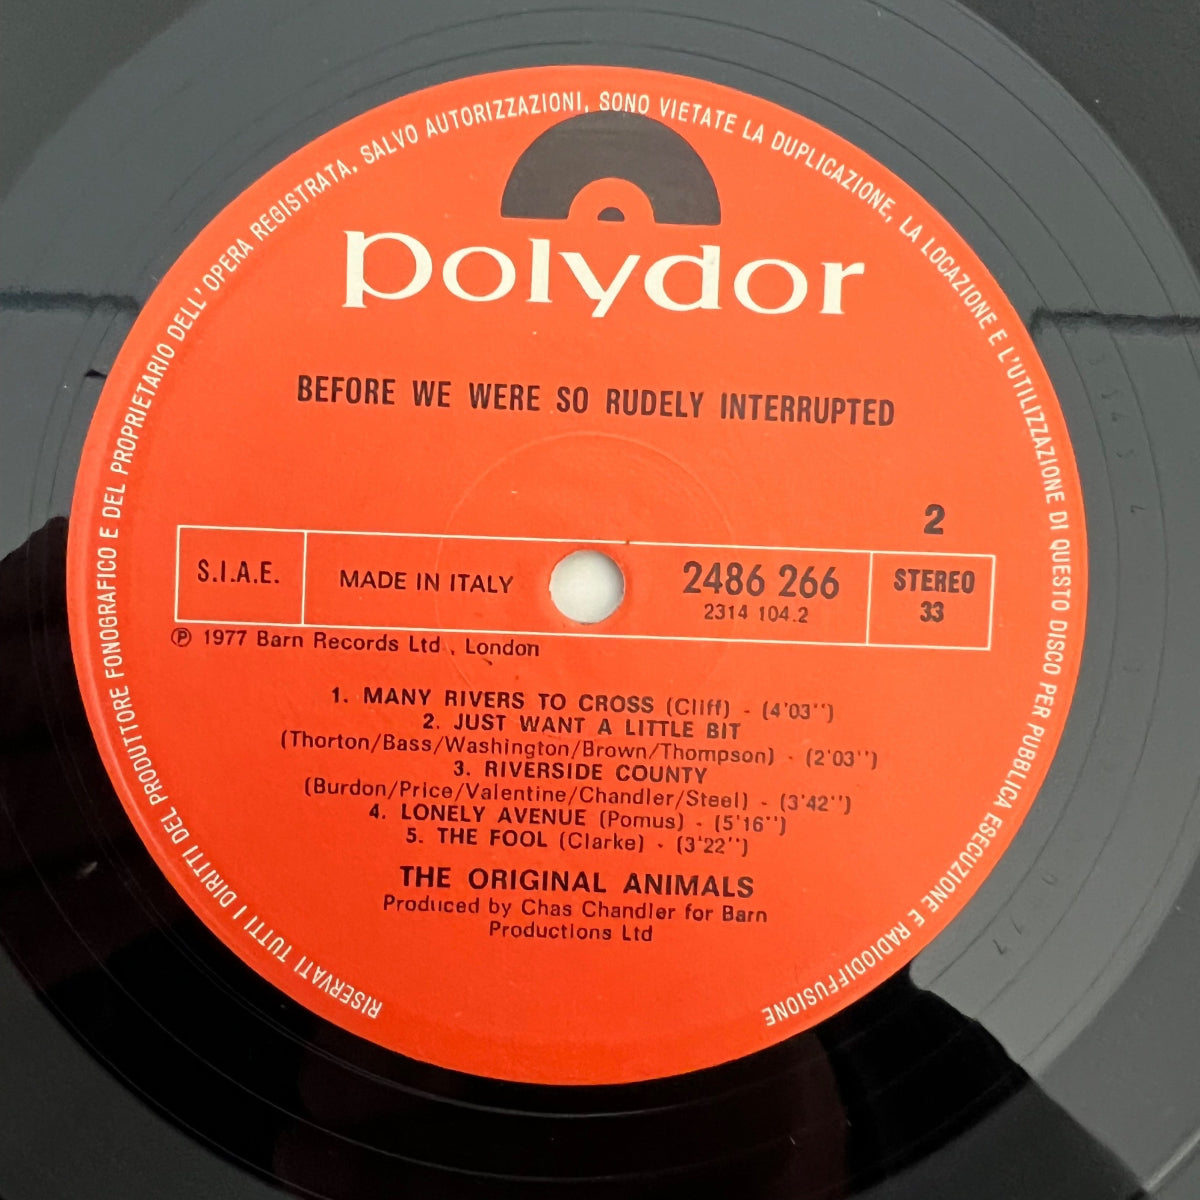 RISERVATI TUTTI I DIRITTI DEL PRODUTTORE FONOGRAFICO E DEL PROPRIETARIO DELL' OPERA REGISTRATA, SALVO AUTORIZZAZIONI, SONO VIETATE LA DUPLICAZIONE, LA LOCAZIONE E L'UTILIZZAZIONE DI QUESTO DISCO PER PUBBLICA ESECUZIONE E RADIODIFFUSIONE
polydor
BEFORE WE WERE SO RUDELY INTERRUPTED
2
S.I.A.E.
MADE IN ITALY
2486 266
2314 104.2
STEREO
33
℗ 1977 Barn Records Ltd., London
1. MANY RIVERS TO CROSS (Cliff) - (4'03'')
2. JUST WANT A LITTLE BIT
(Thorton/Bass/Washington/Brown/Thompson) - (2'03'')
3. RIVERSIDE COUNTY
(Burdon/Price/Valentine/Chandler/Steel) - (3'42'')
4. LONELY AVENUE (Pomus) - (5'16'')
5. THE FOOL (Clarke) - (3'22'')
THE ORIGINAL ANIMALS
Produced by Chas Chandler for Barn
Productions Ltd